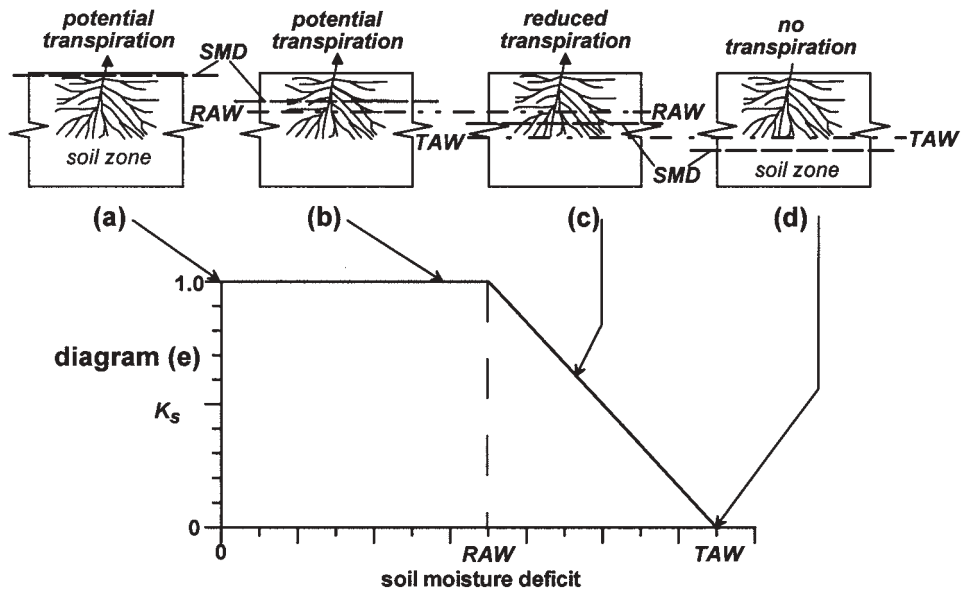 potential
transpiration
potential
transpiration
reduced
transpiration
no
transpiration
SMD
RAW
TAW
RAW
TAW
SMD
soil zone
soil zone
(a)
(b)
(c)
(d)
1.0
diagram (e)
Ks
0
0
RAW
TAW
soil moisture deficit